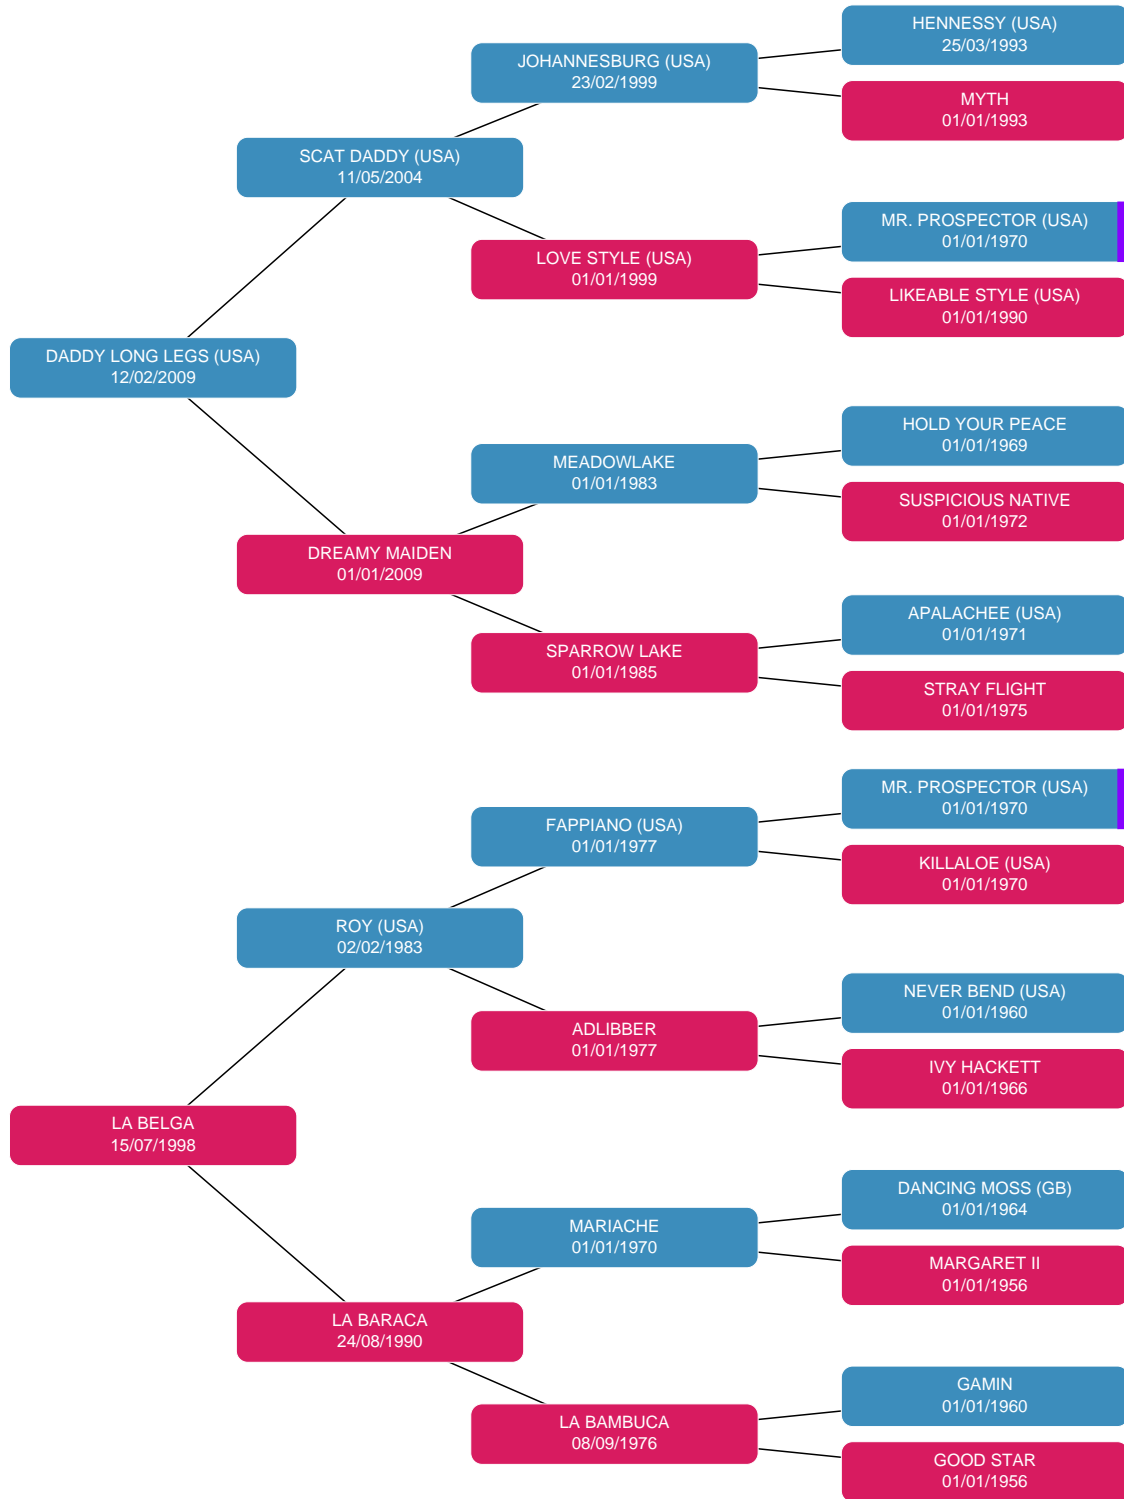 HENNESSY (USA)
25/03/1993
JOHANNESBURG (USA)
23/02/1999
MYTH
01/01/1993
SCAT DADDY (USA)
11/05/2004
MR. PROSPECTOR (USA)
01/01/1970
LOVE STYLE (USA)
01/01/1999
LIKEABLE STYLE (USA)
01/01/1990
DADDY LONG LEGS (USA)
12/02/2009
HOLD YOUR PEACE
01/01/1969
MEADOWLAKE
01/01/1983
SUSPICIOUS NATIVE
01/01/1972
DREAMY MAIDEN
01/01/2009
APALACHEE (USA)
01/01/1971
SPARROW LAKE
01/01/1985
STRAY FLIGHT
01/01/1975
MR. PROSPECTOR (USA)
01/01/1970
FAPPIANO (USA)
01/01/1977
KILLALOE (USA)
01/01/1970
ROY (USA)
02/02/1983
NEVER BEND (USA)
01/01/1960
ADLIBBER
01/01/1977
IVY HACKETT
01/01/1966
LA BELGA
15/07/1998
DANCING MOSS (GB)
01/01/1964
MARIACHE
01/01/1970
MARGARET II
01/01/1956
LA BARACA
24/08/1990
GAMIN
01/01/1960
LA BAMBUCA
08/09/1976
GOOD STAR
01/01/1956